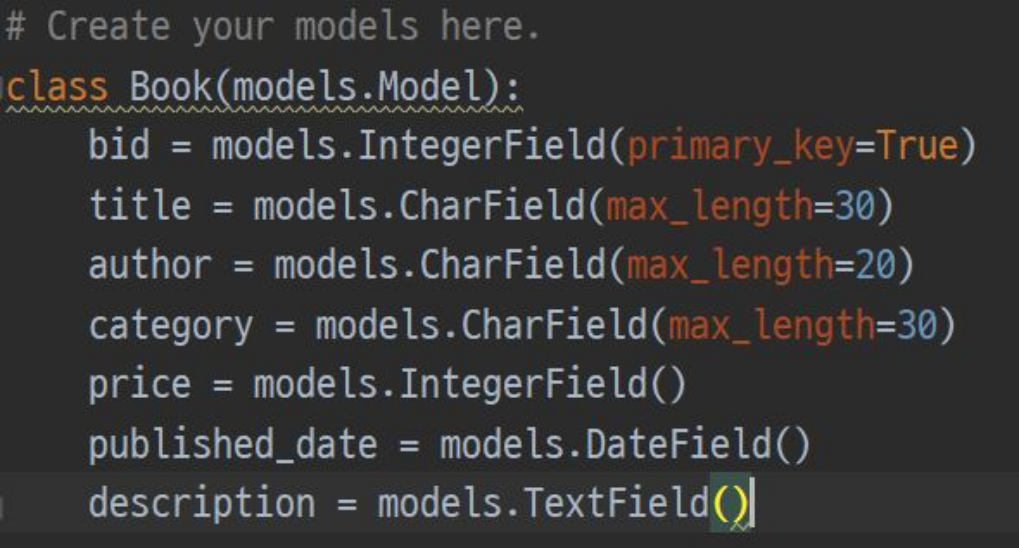 # Create your models here.
class Book(models.Model):
    bid = models.IntegerField(primary_key=True)
    title = models.CharField(max_length=30)
    author = models.CharField(max_length=20)
    category = models.CharField(max_length=30)
    price = models.IntegerField()
    published_date = models.DateField()
    description = models.TextField()